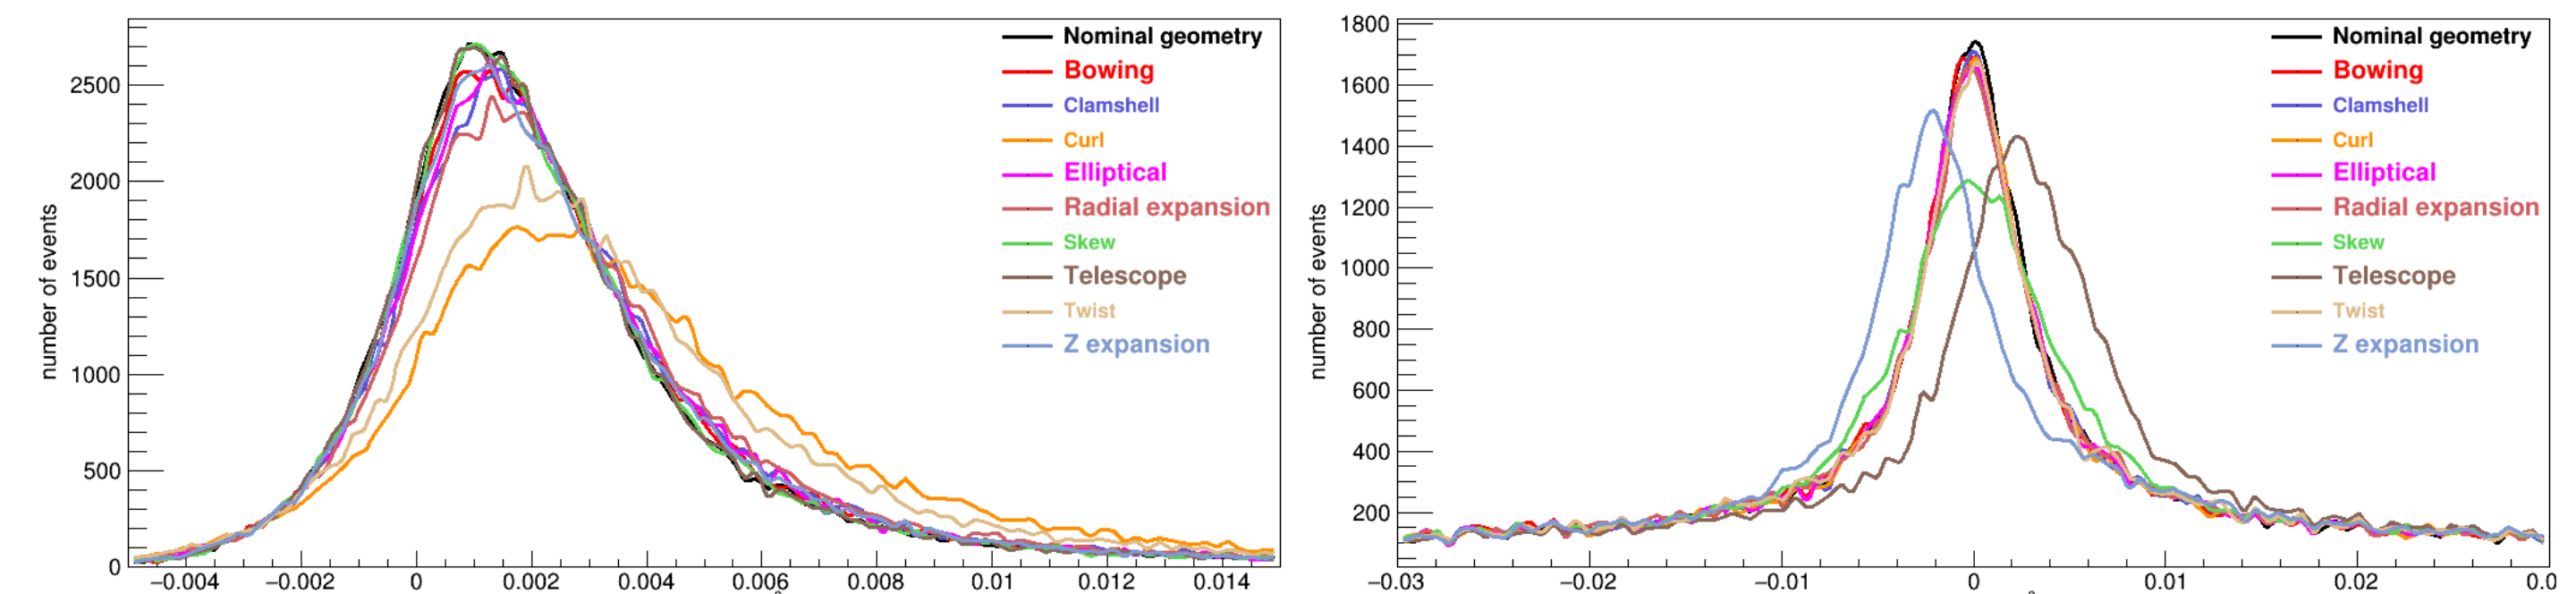 Nominal geometry
Bowing
Clamshell
Curl
Elliptical
Radial expansion
Skew
Telescope
Twist
Z expansion
number of events
2500
2000
1500
1000
500
0
−0.004 −0.002 0 0.002 0.004 0.006 0.008 0.01 0.012 0.014
Nominal geometry
Bowing
Clamshell
Curl
Elliptical
Radial expansion
Skew
Telescope
Twist
Z expansion
number of events
1800
1600
1400
1200
1000
800
600
400
200
−0.03 −0.02 −0.01 0 0.01 0.02